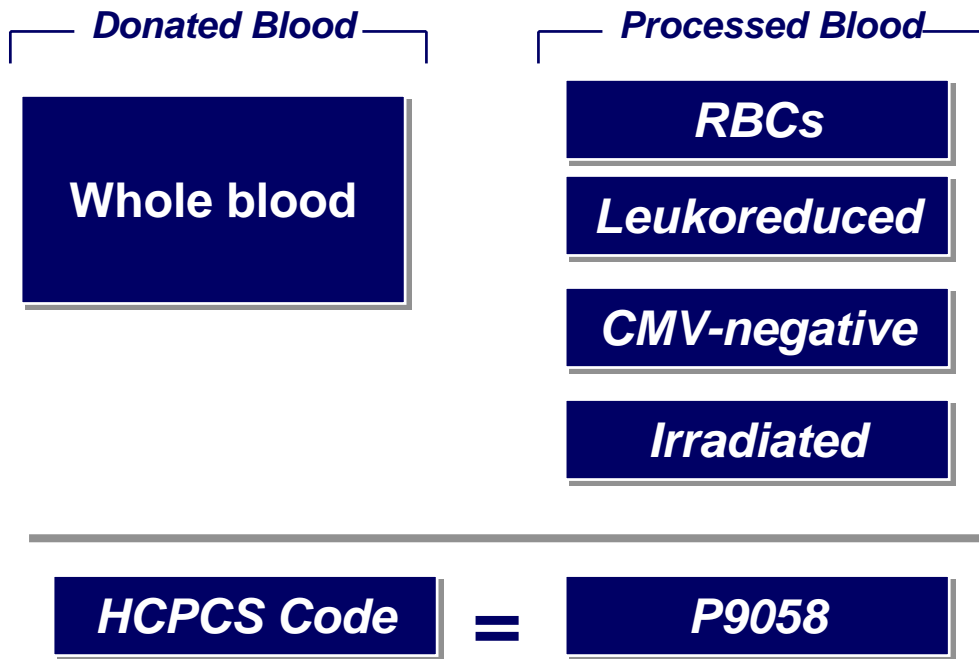 Donated Blood
Processed Blood
Whole blood
RBCs
Leukoreduced
CMV-negative
Irradiated
HCPCS Code = P9058